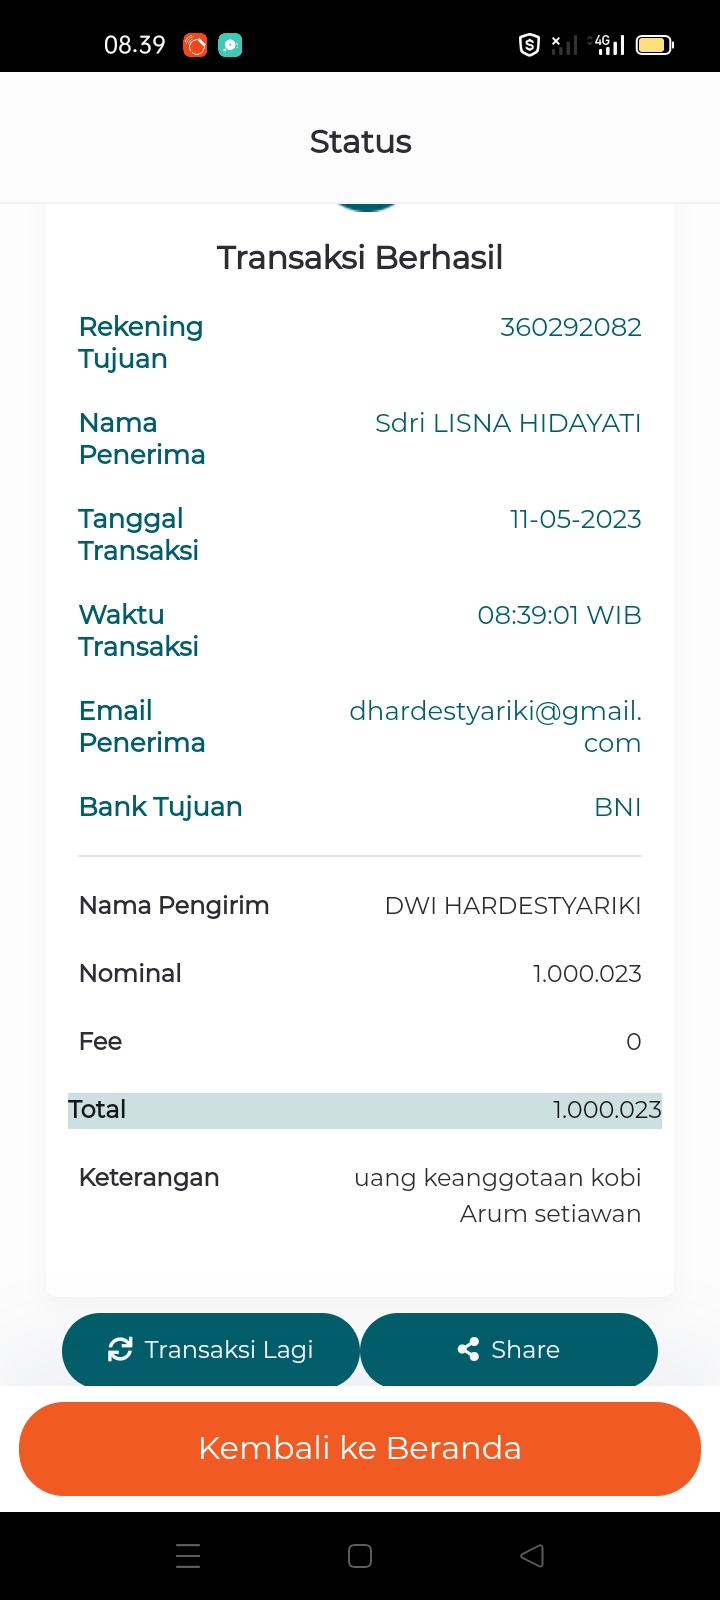 08.39
4G
Status
Transaksi Berhasil
Rekening 360292082
Tujuan
Nama Sdri LISNA HIDAYATI
Penerima
Tanggal 11-05-2023
Transaksi
Waktu 08:39:01 WIB
Transaksi
Email dhardestyariki@gmail.
Penerima com
Bank Tujuan BNI
Nama Pengirim DWI HARDESTYARIKI
Nominal 1.000.023
Fee 0
Total 1.000.023
Keterangan uang keanggotaan kobi
Arum setiawan
Transaksi Lagi Share
Kembali ke Beranda